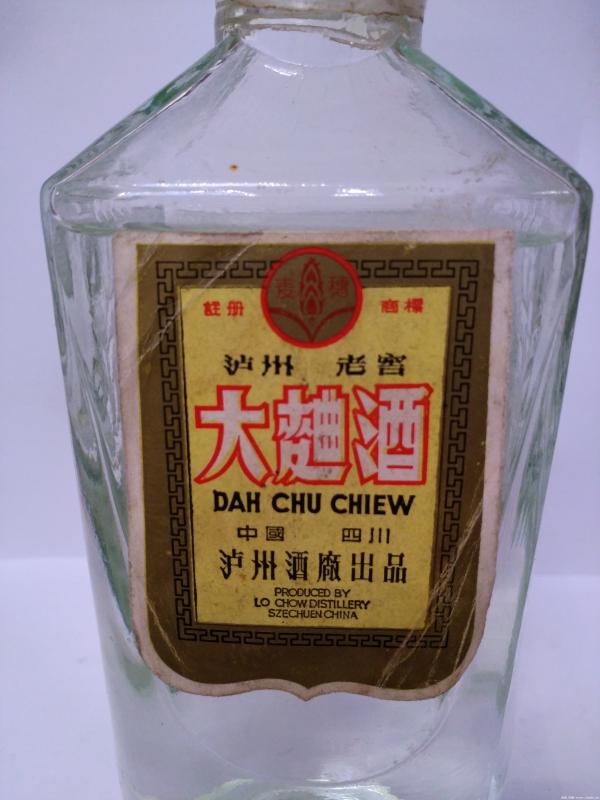 麦穗
註册 商標
泸州 老窖
大麯酒
DAH CHU CHIEW
中國 四川
泸州酒廠出品
PRODUCED BY
LO CHOW DISTILLERY
SZECHUEN CHINA